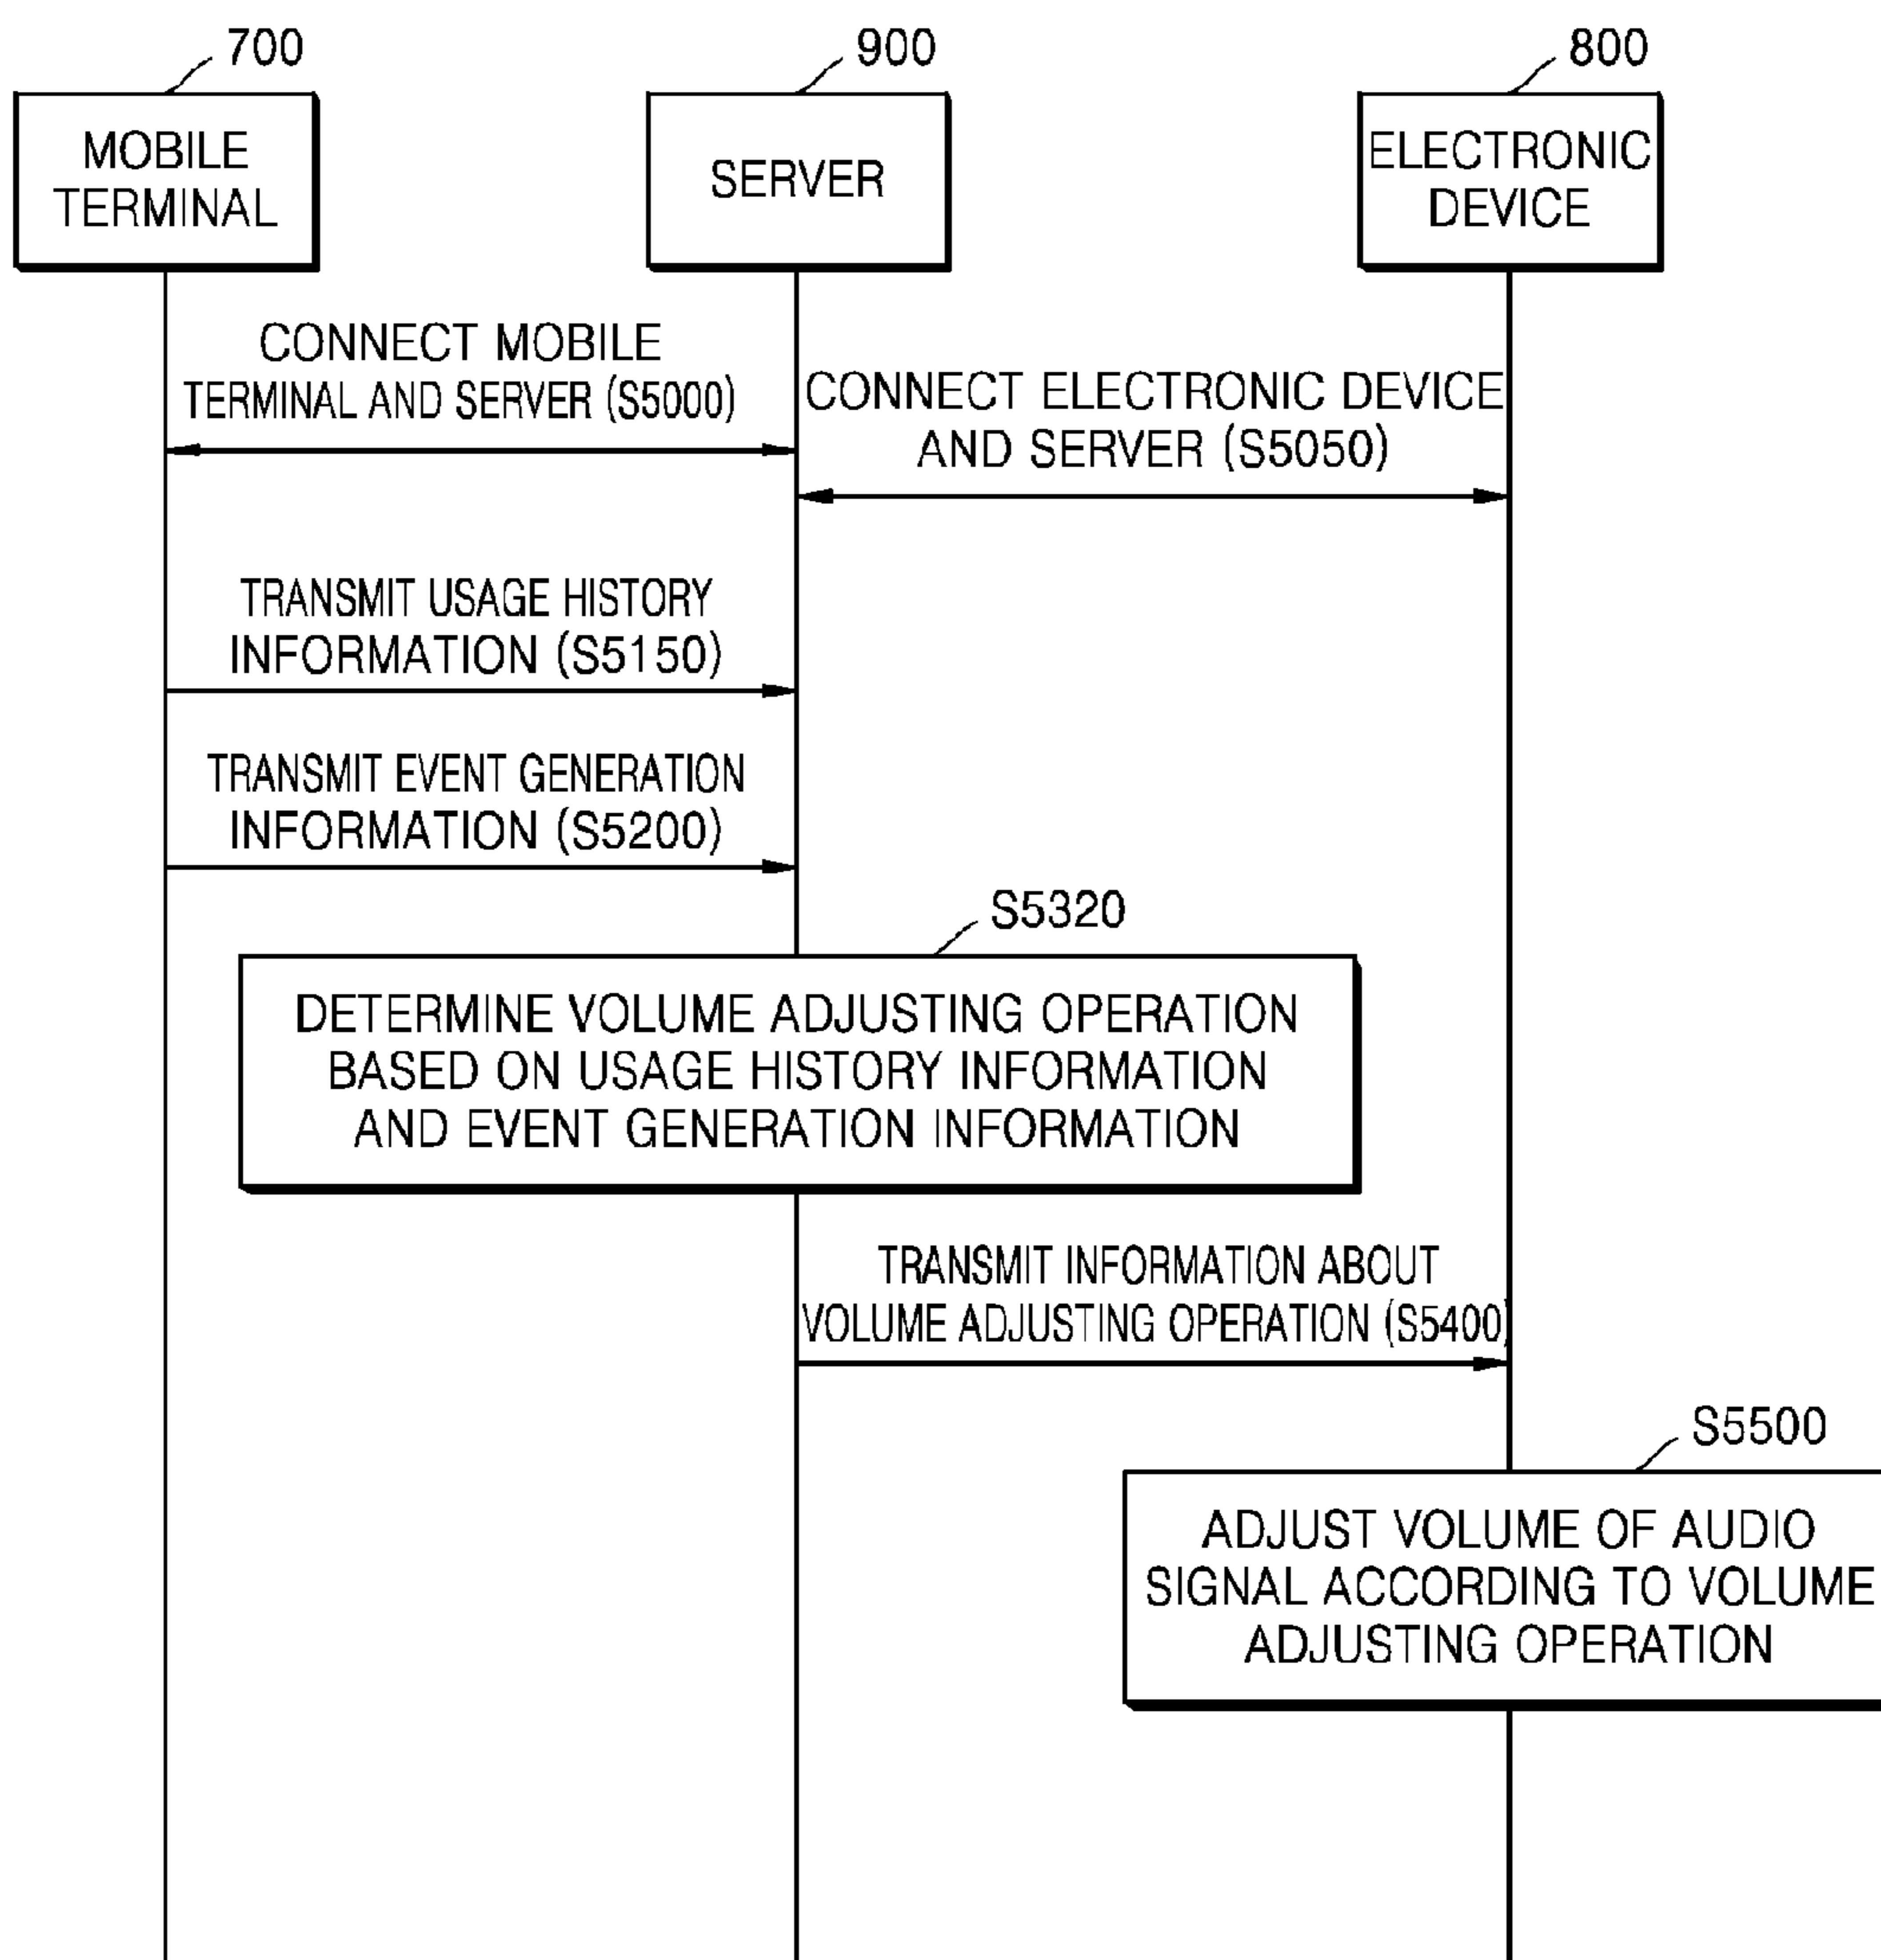 700
900
800
MOBILE
TERMINAL
SERVER
ELECTRONIC
DEVICE
CONNECT MOBILE
TERMINAL AND SERVER (S5000)
CONNECT ELECTRONIC DEVICE
AND SERVER (S5050)
TRANSMIT USAGE HISTORY
INFORMATION (S5150)
TRANSMIT EVENT GENERATION
INFORMATION (S5200)
S5320
DETERMINE VOLUME ADJUSTING OPERATION
BASED ON USAGE HISTORY INFORMATION
AND EVENT GENERATION INFORMATION
TRANSMIT INFORMATION ABOUT
VOLUME ADJUSTING OPERATION (S5400)
S5500
ADJUST VOLUME OF AUDIO
SIGNAL ACCORDING TO VOLUME
ADJUSTING OPERATION